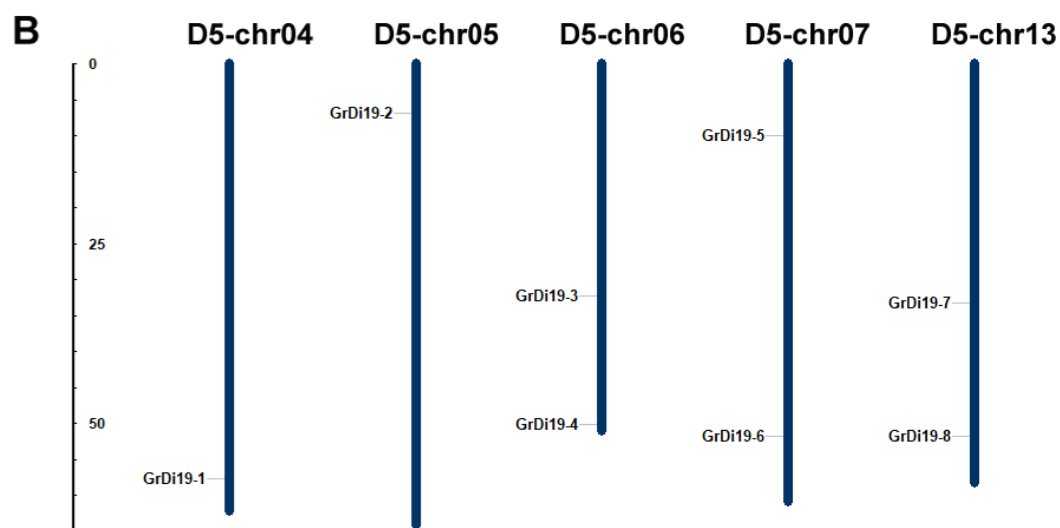 B
D5-chr04 D5-chr05 D5-chr06 D5-chr07 D5-chr13
0
GrDi19-2
GrDi19-5
25
GrDi19-3
GrDi19-7
50
GrDi19-4
GrDi19-6
GrDi19-8
GrDi19-1